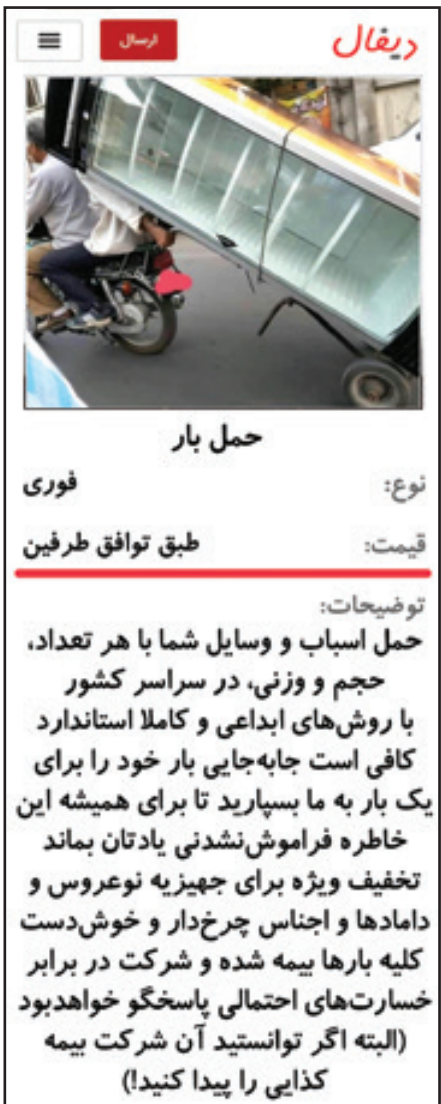 دیفال
ارسال
حمل بار
نوع: فوری
قیمت: طبق توافق طرفین
توضیحات:
حمل اسباب و وسایل شما با هر تعداد،
حجم و وزنی، در سراسر کشور
با روش‌های ابداعی و کاملا استاندارد
کافی است جابه‌جایی بار خود را برای
یک بار به ما بسپارید تا برای همیشه این
خاطره فراموش‌نشدنی یادتان بماند
تخفیف ویژه برای جهیزیه نوعروس و
دامادها و اجناس چرخ‌دار و خوش‌دست
کلیه بارها بیمه شده و شرکت در برابر
خسارت‌های احتمالی پاسخگو خواهدبود
(البته اگر توانستید آن شرکت بیمه
کذایی را پیدا کنید!)